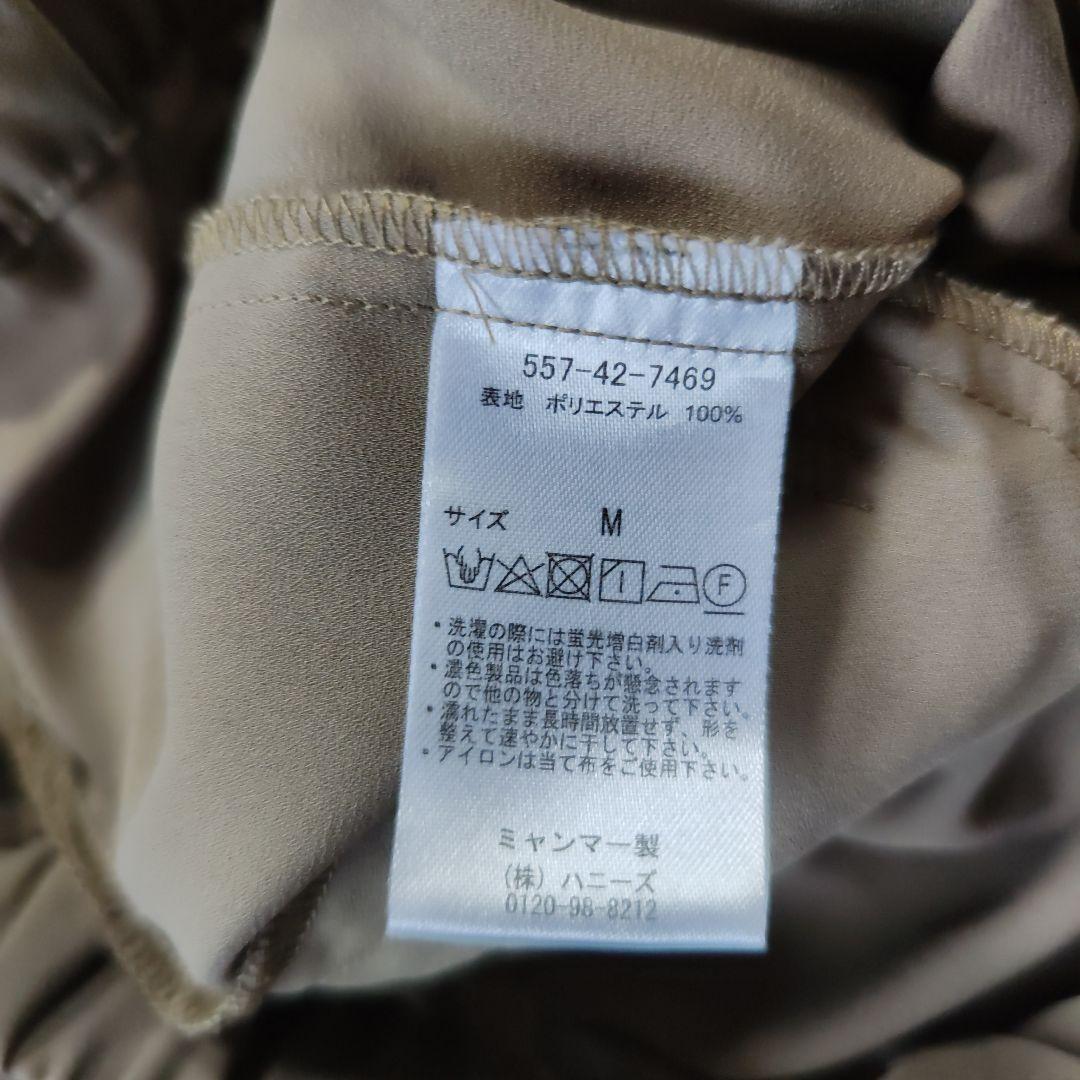 557-42-7469
表地 ポリエステル 100%
サイズ M
F
・洗濯の際には蛍光増白剤入り洗剤
の使用はお避け下さい。
・濃色製品は色落ちが懸念されます
ので他の物と分けて洗って下さい。
・濡れたまま長時間放置せず、形を
整えて速やかに干して下さい。
・アイロンは当て布をご使用下さい。
ミャンマー製
(株) ハニーズ
0120-98-8212